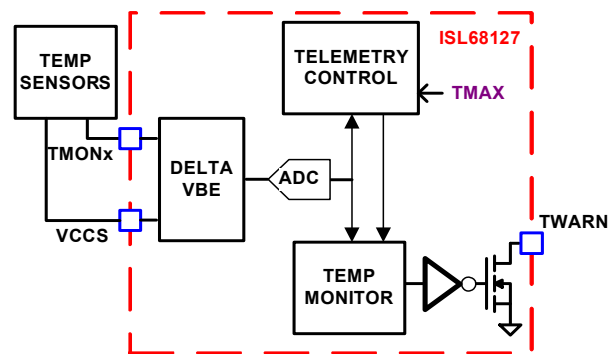 ISL68127
TEMP
SENSORS
TELEMETRY
CONTROL
TMAX
TMONx
DELTA
VBE
ADC
VCCS
TWARN
TEMP
MONITOR